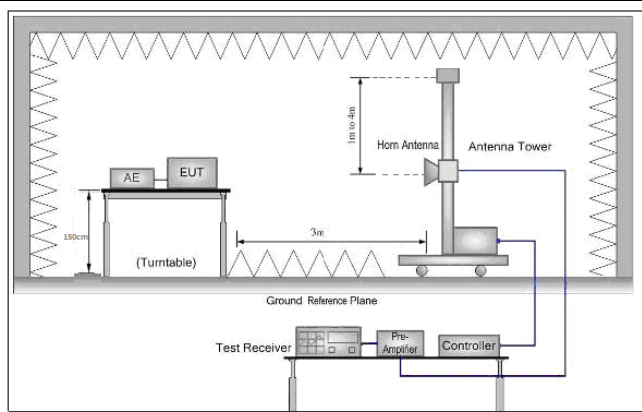 1m to 4m
Horn Antenna
Antenna Tower
AE
EUT
150cm
3m
(Turntable)
Ground Reference Plane
Test Receiver
Pre-
Amplifier
Controller